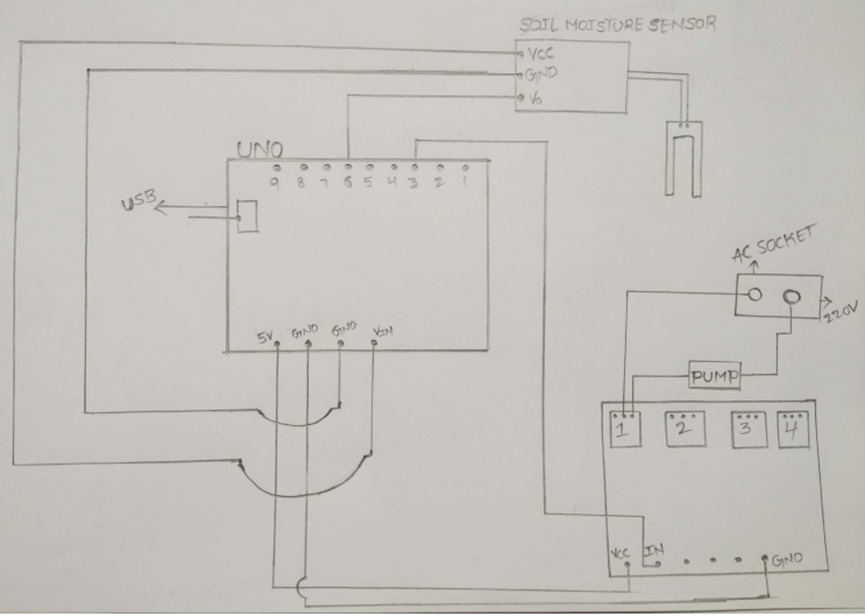 SOIL MOISTURE SENSOR
VCC
GND
Vo
UNO
9 8 7 6 5 4 3 2 1
USB
AC SOCKET
220V
5V GND GND VIN
PUMP
1 2 3 4
VCC IN GND